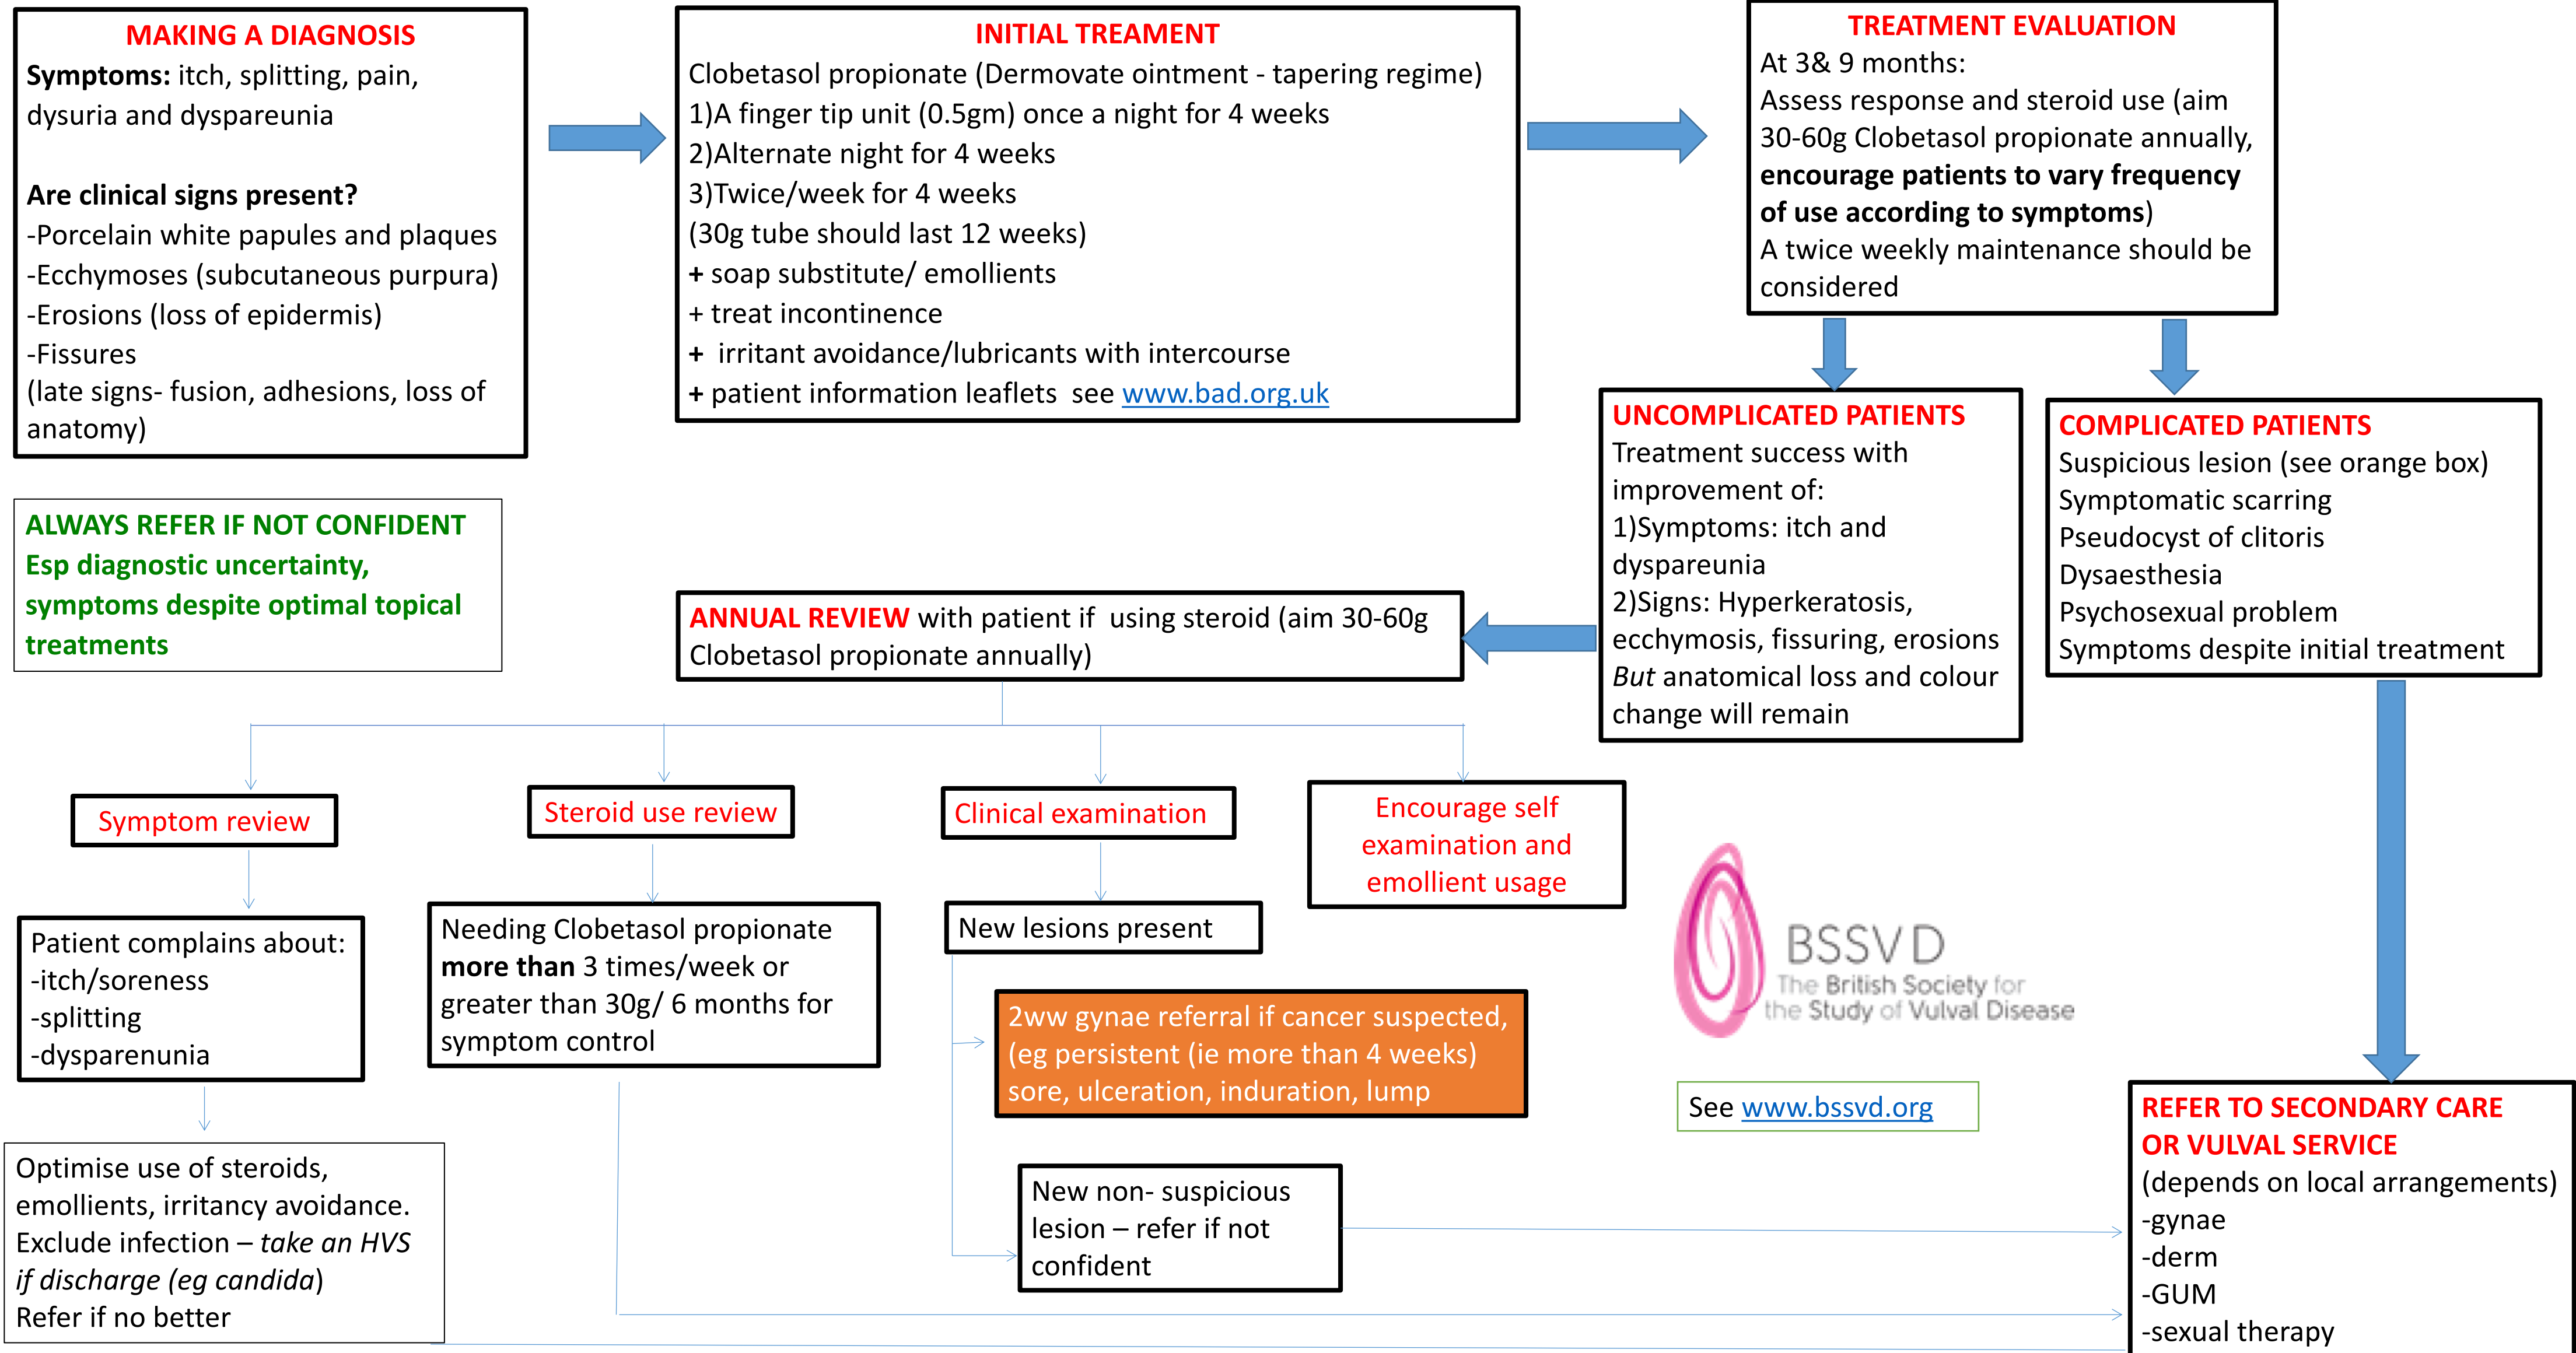 MAKING A DIAGNOSIS
Symptoms: itch, splitting, pain,
dysuria and dyspareunia
Are clinical signs present?
-Porcelain white papules and plaques
-Ecchymoses (subcutaneous purpura)
-Erosions (loss of epidermis)
-Fissures
(late signs- fusion, adhesions, loss of
anatomy)
INITIAL TREAMENT
Clobetasol propionate (Dermovate ointment - tapering regime)
1)A finger tip unit (0.5gm) once a night for 4 weeks
2)Alternate night for 4 weeks
3)Twice/week for 4 weeks
(30g tube should last 12 weeks)
+ soap substitute/ emollients
+ treat incontinence
+ irritant avoidance/lubricants with intercourse
+ patient information leaflets see www.bad.org.uk
TREATMENT EVALUATION
At 3& 9 months:
Assess response and steroid use (aim
30-60g Clobetasol propionate annually,
encourage patients to vary frequency
of use according to symptoms)
A twice weekly maintenance should be
considered
UNCOMPLICATED PATIENTS
Treatment success with
improvement of:
1)Symptoms: itch and
dyspareunia
2)Signs: Hyperkeratosis,
ecchymosis, fissuring, erosions
But anatomical loss and colour
change will remain
COMPLICATED PATIENTS
Suspicious lesion (see orange box)
Symptomatic scarring
Pseudocyst of clitoris
Dysaesthesia
Psychosexual problem
Symptoms despite initial treatment
ALWAYS REFER IF NOT CONFIDENT
Esp diagnostic uncertainty,
symptoms despite optimal topical
treatments
ANNUAL REVIEW with patient if using steroid (aim 30-60g
Clobetasol propionate annually)
Symptom review
Steroid use review
Clinical examination
Encourage self
examination and
emollient usage
Patient complains about:
-itch/soreness
-splitting
-dysparenunia
Needing Clobetasol propionate
more than 3 times/week or
greater than 30g/ 6 months for
symptom control
New lesions present
2ww gynae referral if cancer suspected,
(eg persistent (ie more than 4 weeks)
sore, ulceration, induration, lump
New non- suspicious
lesion – refer if not
confident
Optimise use of steroids,
emollients, irritancy avoidance.
Exclude infection – take an HVS
if discharge (eg candida)
Refer if no better
BSSVD
The British Society for
the Study of Vulval Disease
See www.bssvd.org
REFER TO SECONDARY CARE
OR VULVAL SERVICE
(depends on local arrangements)
-gynae
-derm
-GUM
-sexual therapy